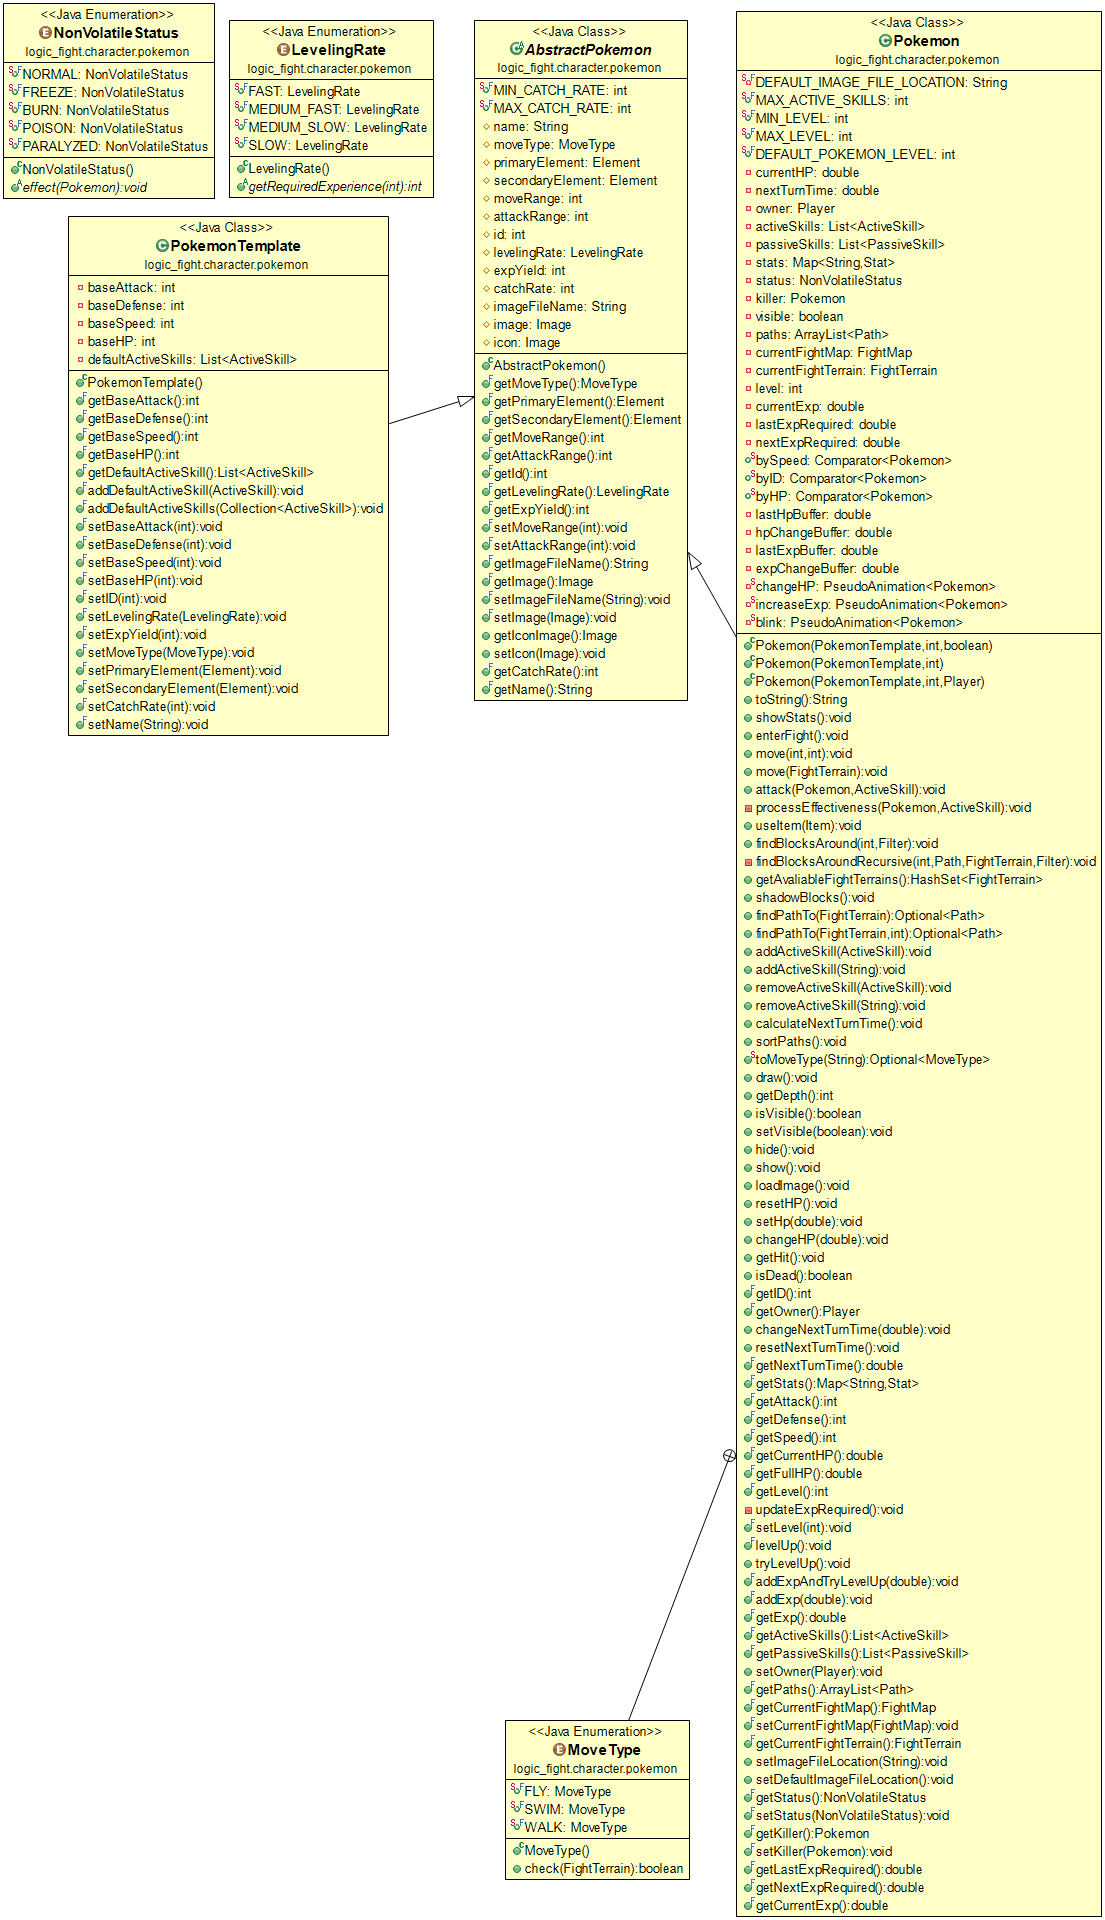 <<Java Enumeration>>
NonVolatileStatus
logic_fight.character.pokemon
NORMAL: NonVolatileStatus
FREEZE: NonVolatileStatus
BURN: NonVolatileStatus
POISON: NonVolatileStatus
PARALYZED: NonVolatileStatus
NonVolatileStatus()
effect(Pokemon):void
<<Java Enumeration>>
LevelingRate
logic_fight.character.pokemon
FAST: LevelingRate
MEDIUM_FAST: LevelingRate
MEDIUM_SLOW: LevelingRate
SLOW: LevelingRate
LevelingRate()
getRequiredExperience(int):int
<<Java Class>>
PokemonTemplate
logic_fight.character.pokemon
baseAttack: int
baseDefense: int
baseSpeed: int
baseHP: int
defaultActiveSkills: List<ActiveSkill>
PokemonTemplate()
getBaseAttack():int
getBaseDefense():int
getBaseSpeed():int
getBaseHP():int
getDefaultActiveSkill():List<ActiveSkill>
addDefaultActiveSkill(ActiveSkill):void
addDefaultActiveSkills(Collection<ActiveSkill>):void
setBaseAttack(int):void
setBaseDefense(int):void
setBaseSpeed(int):void
setBaseHP(int):void
setID(int):void
setLevelingRate(LevelingRate):void
setExpYield(int):void
setMoveType(MoveType):void
setPrimaryElement(Element):void
setSecondaryElement(Element):void
setCatchRate(int):void
setName(String):void
<<Java Class>>
AbstractPokemon
logic_fight.character.pokemon
MIN_CATCH_RATE: int
MAX_CATCH_RATE: int
name: String
moveType: MoveType
primaryElement: Element
secondaryElement: Element
moveRange: int
attackRange: int
id: int
levelingRate: LevelingRate
expYield: int
catchRate: int
imageFileName: String
image: Image
icon: Image
AbstractPokemon()
getMoveType():MoveType
getPrimaryElement():Element
getSecondaryElement():Element
getMoveRange():int
getAttackRange():int
getId():int
getLevelingRate():LevelingRate
getExpYield():int
setMoveRange(int):void
setAttackRange(int):void
getImageFileName():String
getImage():Image
setImageFileName(String):void
setImage(Image):void
getIconImage():Image
setIcon(Image):void
getCatchRate():int
getName():String
<<Java Class>>
Pokemon
logic_fight.character.pokemon
DEFAULT_IMAGE_FILE_LOCATION: String
MAX_ACTIVE_SKILLS: int
MIN_LEVEL: int
MAX_LEVEL: int
DEFAULT_POKEMON_LEVEL: int
currentHP: double
nextTurnTime: double
owner: Player
activeSkills: List<ActiveSkill>
passiveSkills: List<PassiveSkill>
stats: Map<String,Stat>
status: NonVolatileStatus
killer: Pokemon
visible: boolean
paths: ArrayList<Path>
currentFightMap: FightMap
currentFightTerrain: FightTerrain
level: int
currentExp: double
lastExpRequired: double
nextExpRequired: double
bySpeed: Comparator<Pokemon>
byID: Comparator<Pokemon>
byHP: Comparator<Pokemon>
lastHpBuffer: double
hpChangeBuffer: double
lastExpBuffer: double
expChangeBuffer: double
changeHP: PseudoAnimation<Pokemon>
increaseExp: PseudoAnimation<Pokemon>
blink: PseudoAnimation<Pokemon>
Pokemon(PokemonTemplate,int,boolean)
Pokemon(PokemonTemplate,int)
Pokemon(PokemonTemplate,int,Player)
toString():String
showStats():void
enterFight():void
move(int,int):void
move(FightTerrain):void
attack(Pokemon,ActiveSkill):void
processEffectiveness(Pokemon,ActiveSkill):void
useItem(Item):void
findBlocksAround(int,Filter):void
findBlocksAroundRecursive(int,Path,FightTerrain,Filter):void
getAvaliableFightTerrains():HashSet<FightTerrain>
shadowBlocks():void
findPathTo(FightTerrain):Optional<Path>
findPathTo(FightTerrain,int):Optional<Path>
addActiveSkill(ActiveSkill):void
addActiveSkill(String):void
removeActiveSkill(ActiveSkill):void
removeActiveSkill(String):void
calculateNextTurnTime():void
sortPaths():void
toMoveType(String):Optional<MoveType>
draw():void
getDepth():int
isVisible():boolean
setVisible(boolean):void
hide():void
show():void
loadImage():void
resetHP():void
setHp(double):void
changeHP(double):void
getHit():void
isDead():boolean
getID():int
getOwner():Player
changeNextTurnTime(double):void
resetNextTurnTime():void
getNextTurnTime():double
getStats():Map<String,Stat>
getAttack():int
getDefense():int
getSpeed():int
getCurrentHP():double
getFullHP():double
getLevel():int
updateExpRequired():void
setLevel(int):void
levelUp():void
tryLevelUp():void
addExpAndTryLevelUp(double):void
addExp(double):void
getExp():double
getActiveSkills():List<ActiveSkill>
getPassiveSkills():List<PassiveSkill>
setOwner(Player):void
getPaths():ArrayList<Path>
getCurrentFightMap():FightMap
setCurrentFightMap(FightMap):void
getCurrentFightTerrain():FightTerrain
setImageFileLocation(String):void
setDefaultImageFileLocation():void
getStatus():NonVolatileStatus
setStatus(NonVolatileStatus):void
getKiller():Pokemon
setKiller(Pokemon):void
getLastExpRequired():double
getNextExpRequired():double
getCurrentExp():double
<<Java Enumeration>>
MoveType
logic_fight.character.pokemon
FLY: MoveType
SWIM: MoveType
WALK: MoveType
MoveType()
check(FightTerrain):boolean